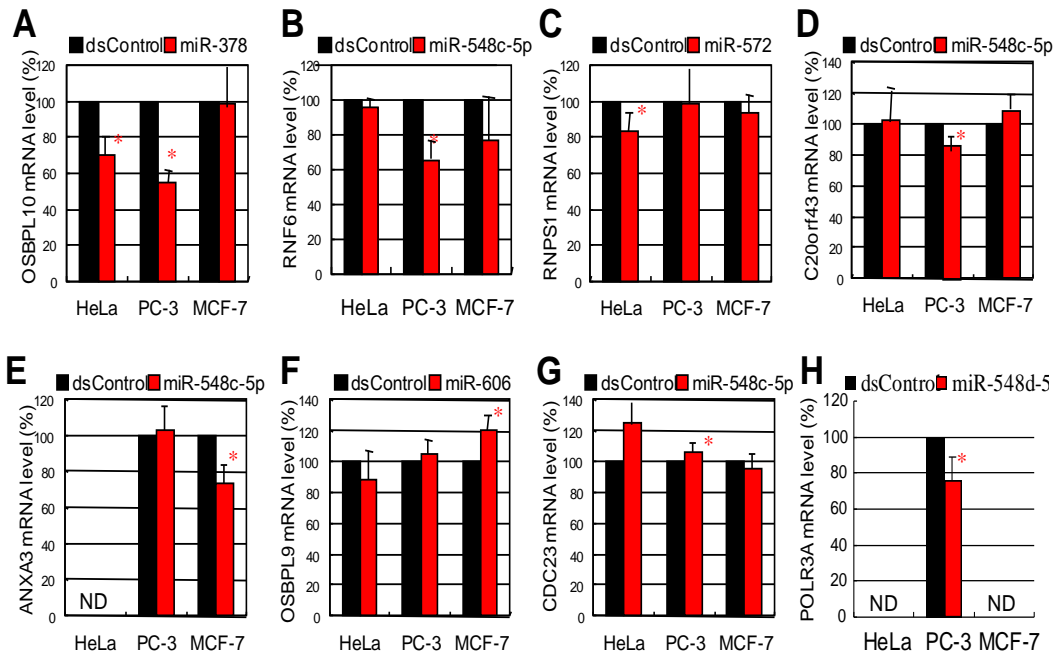 A
dsControl miR-378
OSBPL10 mRNA level (%)
120
100
80
60
40
20
0
*
*
HeLa PC-3 MCF-7
B
dsControl miR-548c-5p
RNF6 mRNA level (%)
120
100
80
60
40
20
0
*
HeLa PC-3 MCF-7
C
dsControl miR-572
RNPS1 mRNA level (%)
120
100
80
60
40
20
0
*
HeLa PC-3 MCF-7
D
dsControl miR-548c-5p
C20orf43 mRNA level (%)
140
120
100
80
60
40
20
0
*
HeLa PC-3 MCF-7
E
dsControl miR-548c-5p
ANXA3 mRNA level (%)
120
100
80
60
40
20
0
ND
*
HeLa PC-3 MCF-7
F
dsControl miR-606
OSBPL9 mRNA level (%)
140
120
100
80
60
40
20
0
*
HeLa PC-3 MCF-7
G
dsControl miR-548c-5p
CDC23 mRNA level (%)
140
120
100
80
60
40
20
0
*
HeLa PC-3 MCF-7
H
dsControl miR-548d-5
POLR3A mRNA level (%)
120
100
80
60
40
20
0
ND
*
ND
HeLa PC-3 MCF-7